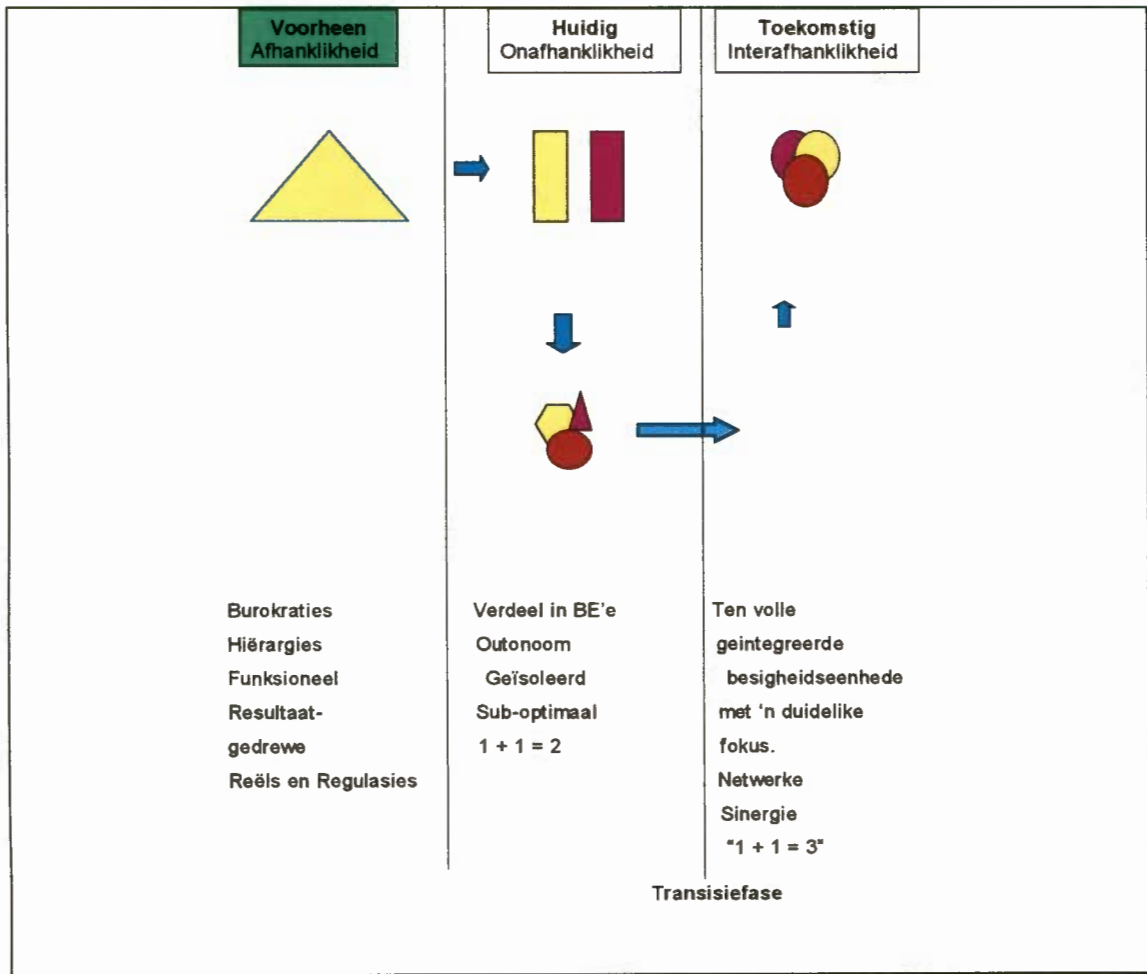 Voorheen
Afhanklikheid
Huidig
Onafhanklikheid
Toekomstig
Interafhanklikheid
Burokraties
Hiërargies
Funksioneel
Resultaat-
gedrewe
Reëls en Regulasies
Verdeel in BE'e
Outonoom
Geïsoleerd
Sub-optimaal
1 + 1 = 2
Ten volle
geintegreerde
besigheidseenhede
met 'n duidelike
fokus.
Netwerke
Sinergie
"1 + 1 = 3"
Transisiefase